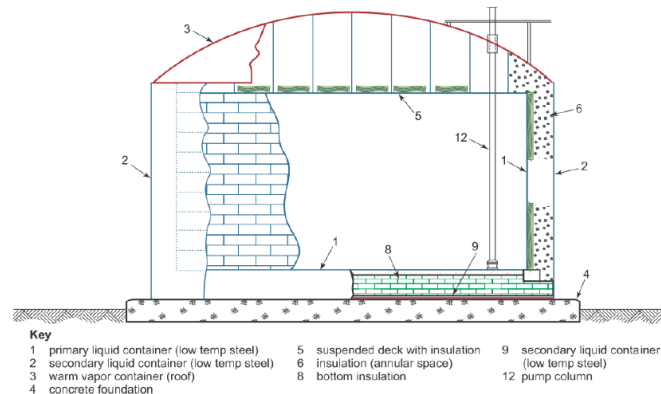 3
5
6
12
2
1
2
1
8
9
4
Key
1 primary liquid container (low temp steel)
2 secondary liquid container (low temp steel)
3 warm vapor container (roof)
4 concrete foundation
5 suspended deck with insulation
6 insulation (annular space)
8 bottom insulation
9 secondary liquid container
(low temp steel)
12 pump column